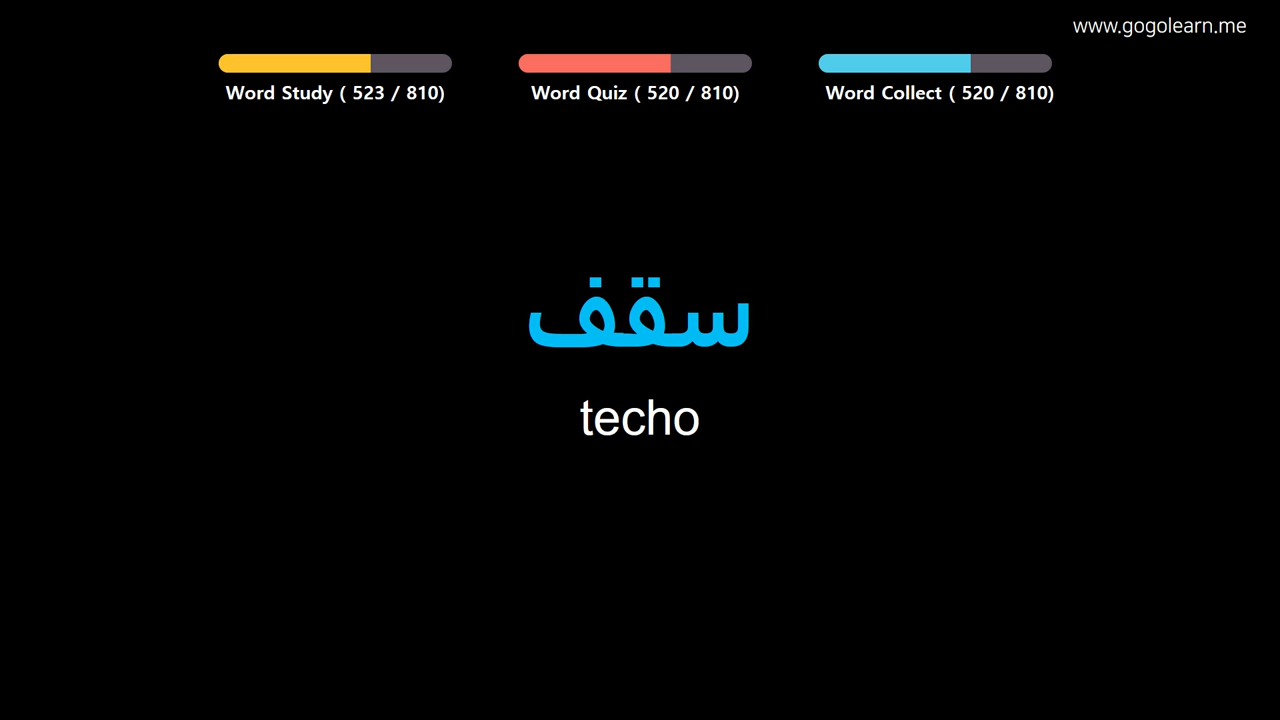 www.gogolearn.me
Word Study ( 523 / 810)
Word Quiz ( 520 / 810)
Word Collect ( 520 / 810)
سقف
techo